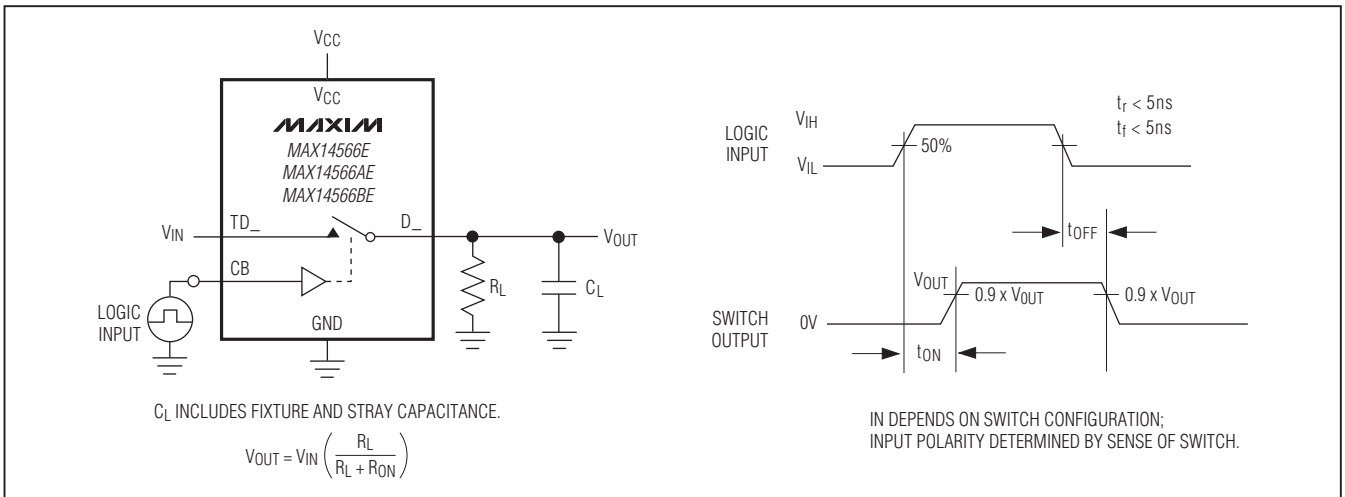 VCC
VCC
MAXIM
MAX14566E
MAX14566AE
MAX14566BE
VIN
TD_
D_
VOUT
CB
RL
CL
LOGIC
INPUT
GND
CL INCLUDES FIXTURE AND STRAY CAPACITANCE.
VOUT = VIN ( RL / RL + RON )
LOGIC
INPUT
VIH
VIL
50%
tr < 5ns
tf < 5ns
tOFF
VOUT
0.9 x VOUT
0.9 x VOUT
SWITCH
OUTPUT
0V
tON
IN DEPENDS ON SWITCH CONFIGURATION;
INPUT POLARITY DETERMINED BY SENSE OF SWITCH.